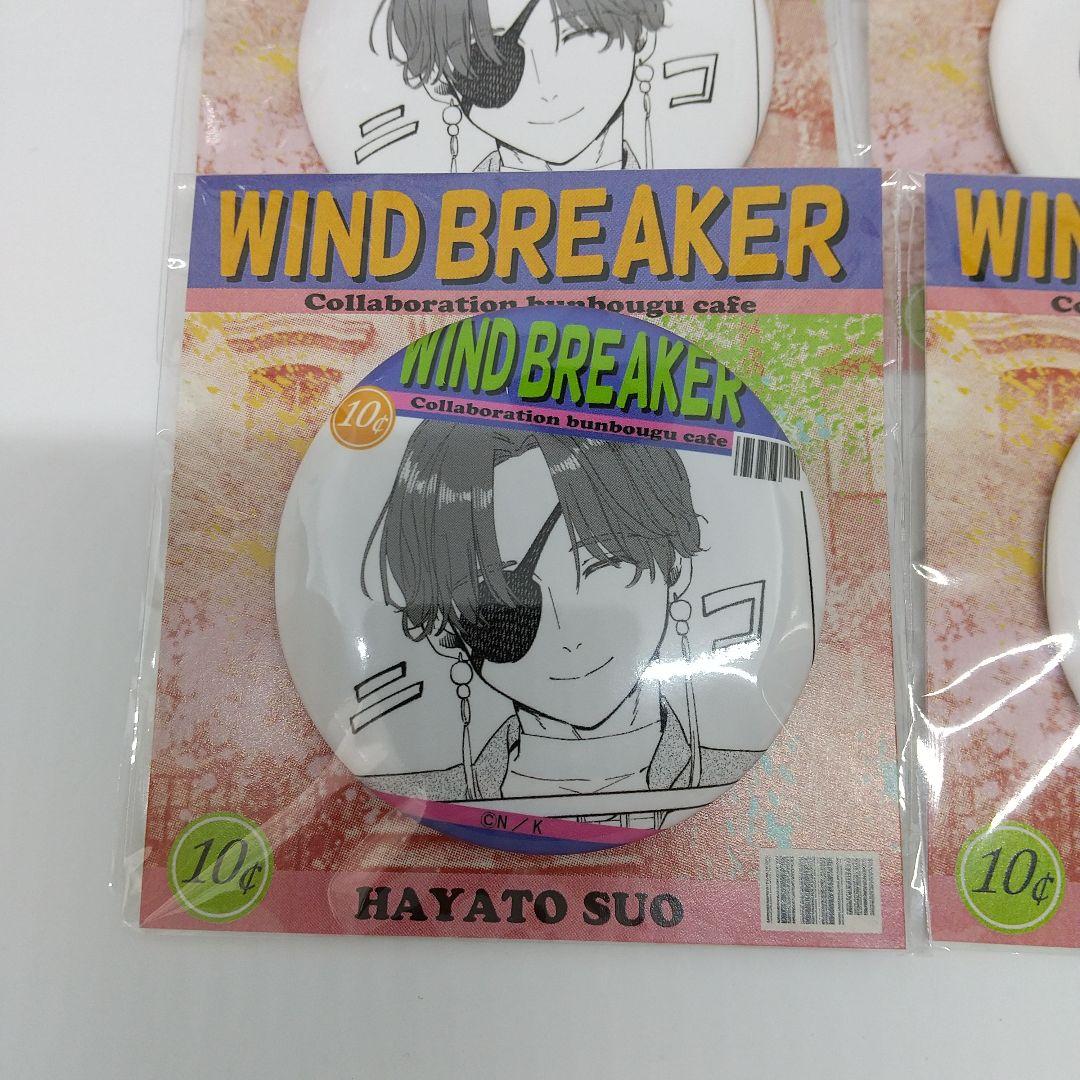 ニコ
WIND BREAKER
Collaboration bunbougu cafe
WIND BREAKER
10¢
Collaboration bunbougu cafe
ニコ
©N/K
10¢
HAYATO SUO
WIN
Co
10¢